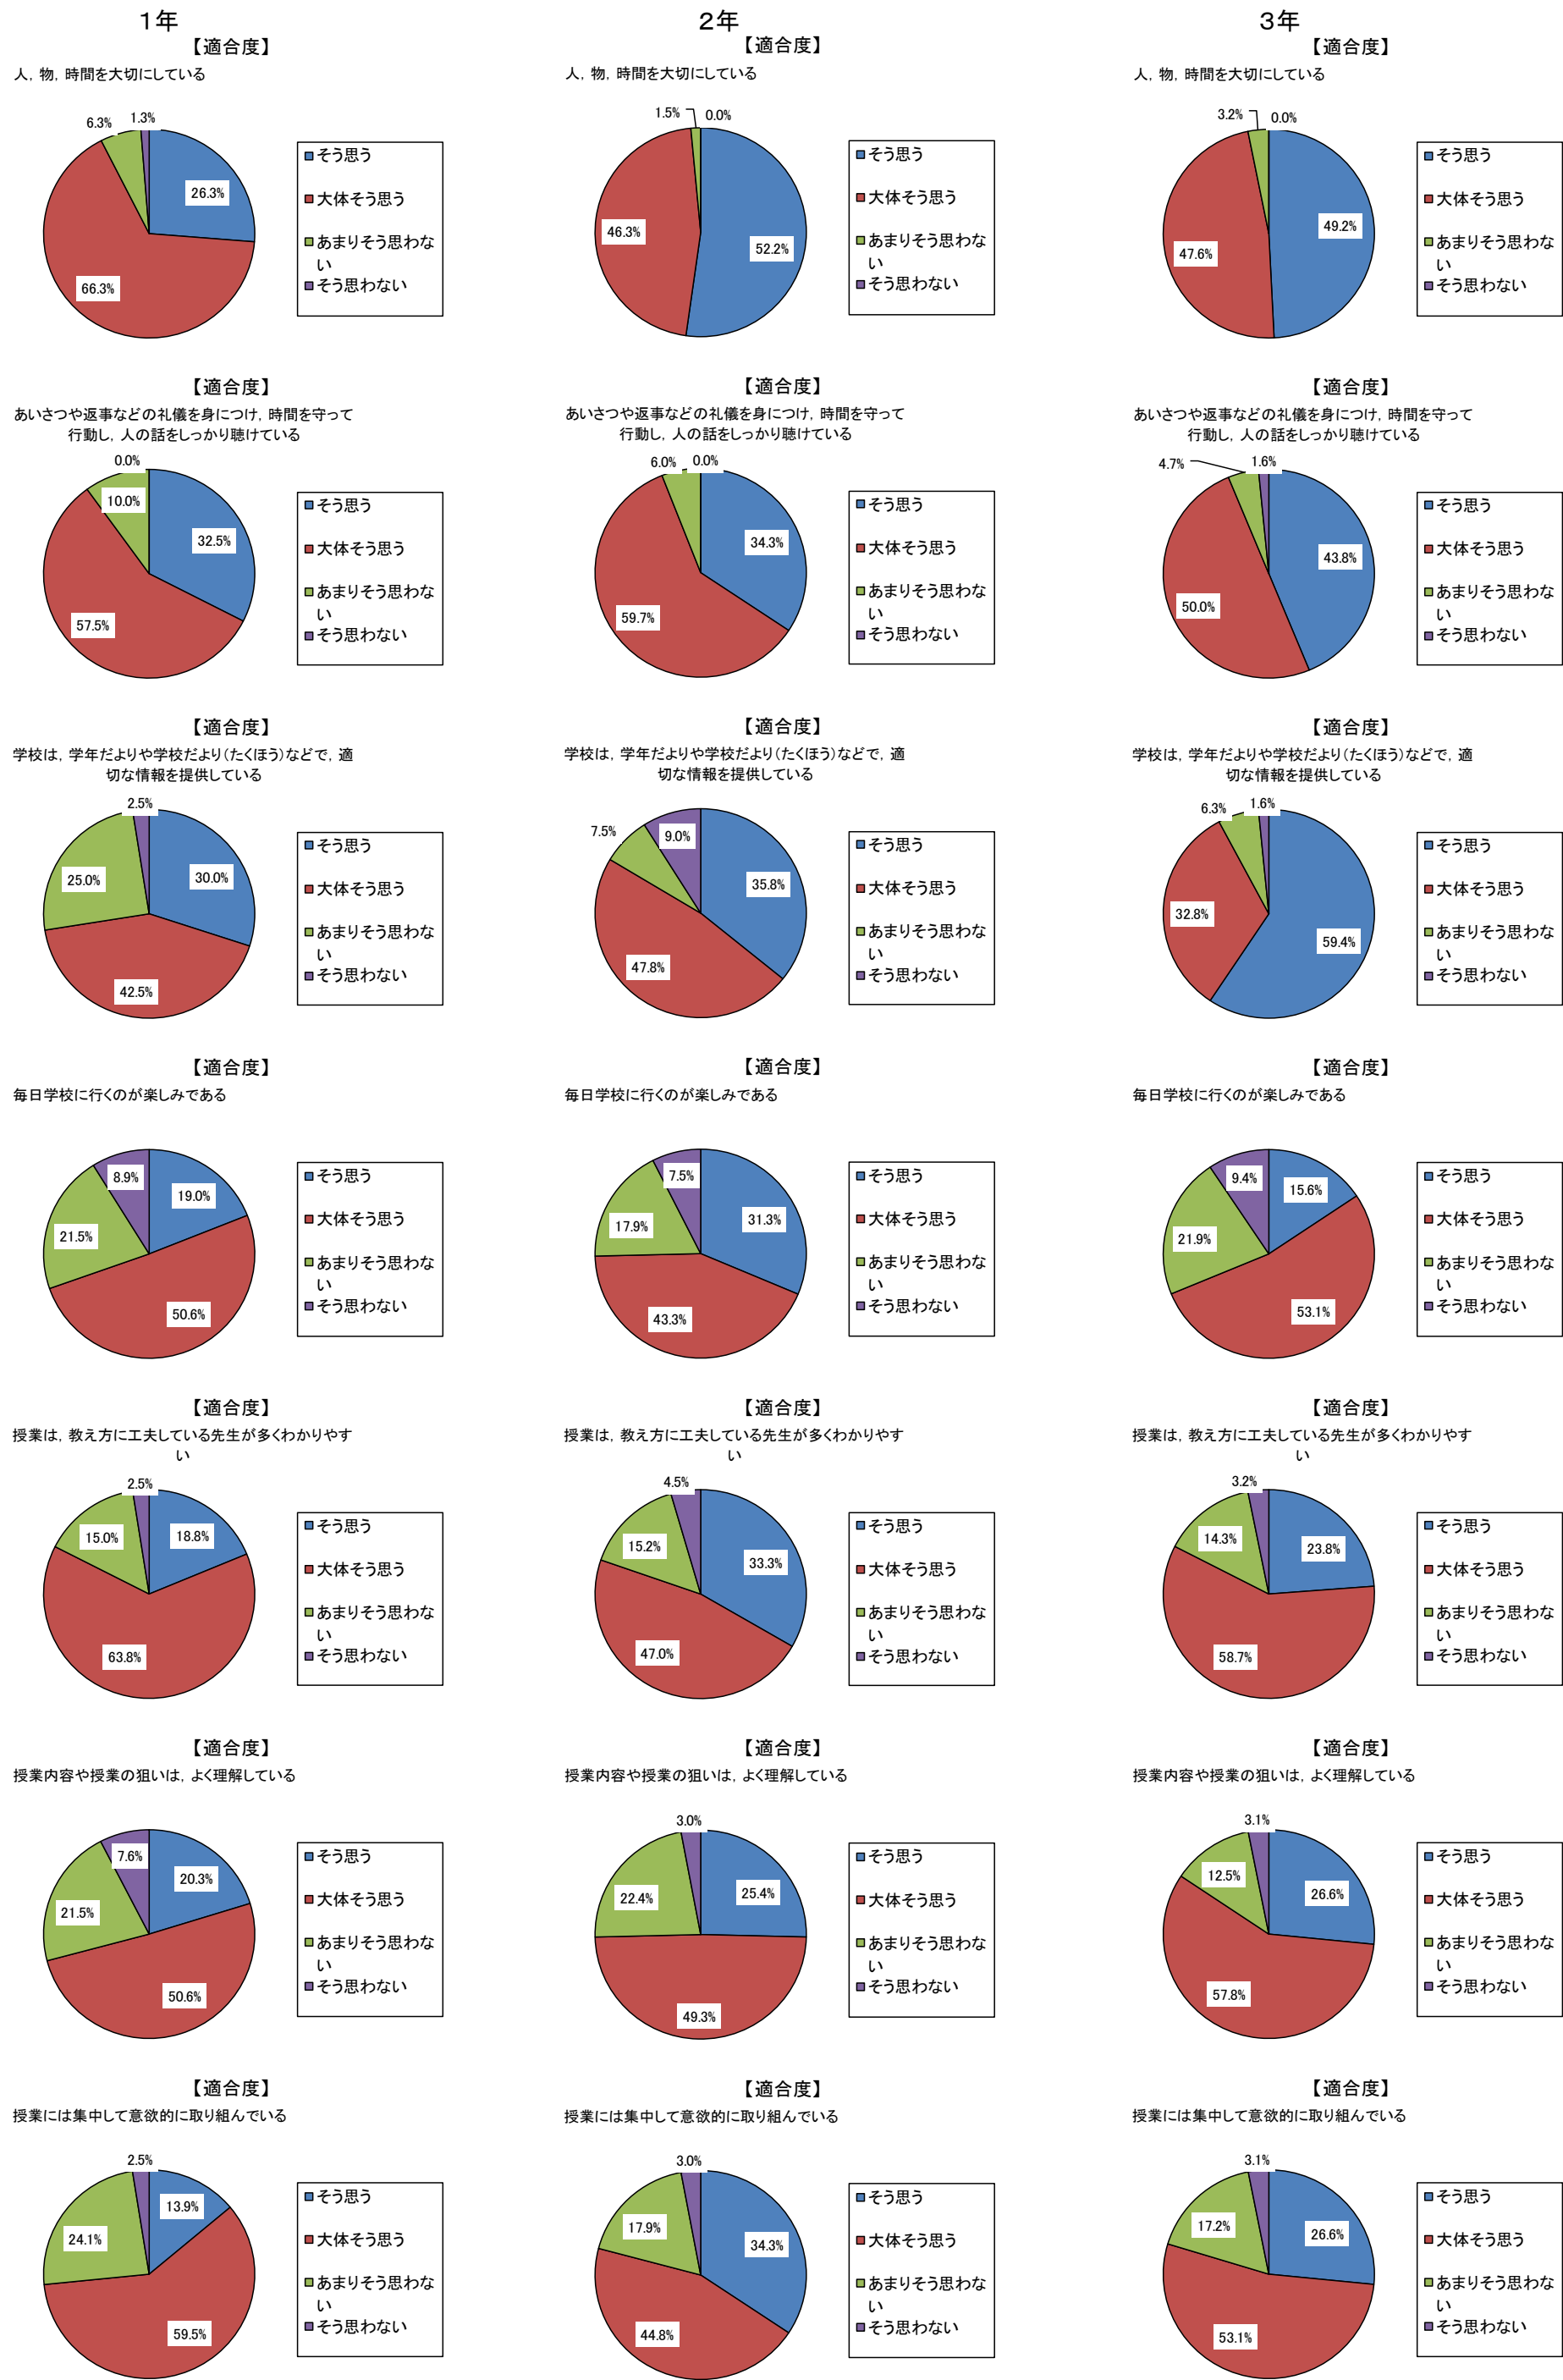 1年
【適合度】
人，物，時間を大切にしている
1.3%
6.3%
26.3%
66.3%
そう思う
大体そう思う
あまりそう思わな
い
そう思わない
2年
【適合度】
人，物，時間を大切にしている
1.5%
0.0%
46.3%
52.2%
そう思う
大体そう思う
あまりそう思わな
い
そう思わない
3年
【適合度】
人，物，時間を大切にしている
3.2%
0.0%
49.2%
47.6%
そう思う
大体そう思う
あまりそう思わな
い
そう思わない
【適合度】
あいさつや返事などの礼儀を身につけ，時間を守って
行動し，人の話をしっかり聴けている
0.0%
10.0%
32.5%
57.5%
そう思う
大体そう思う
あまりそう思わな
い
そう思わない
【適合度】
あいさつや返事などの礼儀を身につけ，時間を守って
行動し，人の話をしっかり聴けている
6.0%
0.0%
34.3%
59.7%
そう思う
大体そう思う
あまりそう思わな
い
そう思わない
【適合度】
あいさつや返事などの礼儀を身につけ，時間を守って
行動し，人の話をしっかり聴けている
4.7%
1.6%
43.8%
50.0%
そう思う
大体そう思う
あまりそう思わな
い
そう思わない
【適合度】
学校は，学年だよりや学校だより（たくほう）などで，適
切な情報を提供している
2.5%
25.0%
30.0%
42.5%
そう思う
大体そう思う
あまりそう思わな
い
そう思わない
【適合度】
学校は，学年だよりや学校だより（たくほう）などで，適
切な情報を提供している
7.5%
9.0%
35.8%
47.8%
そう思う
大体そう思う
あまりそう思わな
い
そう思わない
【適合度】
学校は，学年だよりや学校だより（たくほう）などで，適
切な情報を提供している
6.3%
1.6%
32.8%
59.4%
そう思う
大体そう思う
あまりそう思わな
い
そう思わない
【適合度】
毎日学校に行くのが楽しみである
8.9%
19.0%
21.5%
50.6%
そう思う
大体そう思う
あまりそう思わな
い
そう思わない
【適合度】
毎日学校に行くのが楽しみである
7.5%
31.3%
17.9%
43.3%
そう思う
大体そう思う
あまりそう思わな
い
そう思わない
【適合度】
毎日学校に行くのが楽しみである
9.4%
15.6%
21.9%
53.1%
そう思う
大体そう思う
あまりそう思わな
い
そう思わない
【適合度】
授業は，教え方に工夫している先生が多くわかりやす
い
2.5%
15.0%
18.8%
63.8%
そう思う
大体そう思う
あまりそう思わな
い
そう思わない
【適合度】
授業は，教え方に工夫している先生が多くわかりやす
い
4.5%
15.2%
33.3%
47.0%
そう思う
大体そう思う
あまりそう思わな
い
そう思わない
【適合度】
授業は，教え方に工夫している先生が多くわかりやす
い
3.2%
14.3%
23.8%
58.7%
そう思う
大体そう思う
あまりそう思わな
い
そう思わない
【適合度】
授業内容や授業の狙いは，よく理解している
7.6%
20.3%
21.5%
50.6%
そう思う
大体そう思う
あまりそう思わな
い
そう思わない
【適合度】
授業内容や授業の狙いは，よく理解している
3.0%
22.4%
25.4%
49.3%
そう思う
大体そう思う
あまりそう思わな
い
そう思わない
【適合度】
授業内容や授業の狙いは，よく理解している
3.1%
12.5%
26.6%
57.8%
そう思う
大体そう思う
あまりそう思わな
い
そう思わない
【適合度】
授業には集中して意欲的に取り組んでいる
2.5%
13.9%
24.1%
59.5%
そう思う
大体そう思う
あまりそう思わな
い
そう思わない
【適合度】
授業には集中して意欲的に取り組んでいる
3.0%
17.9%
34.3%
44.8%
そう思う
大体そう思う
あまりそう思わな
い
そう思わない
【適合度】
授業には集中して意欲的に取り組んでいる
3.1%
17.2%
26.6%
53.1%
そう思う
大体そう思う
あまりそう思わな
い
そう思わない